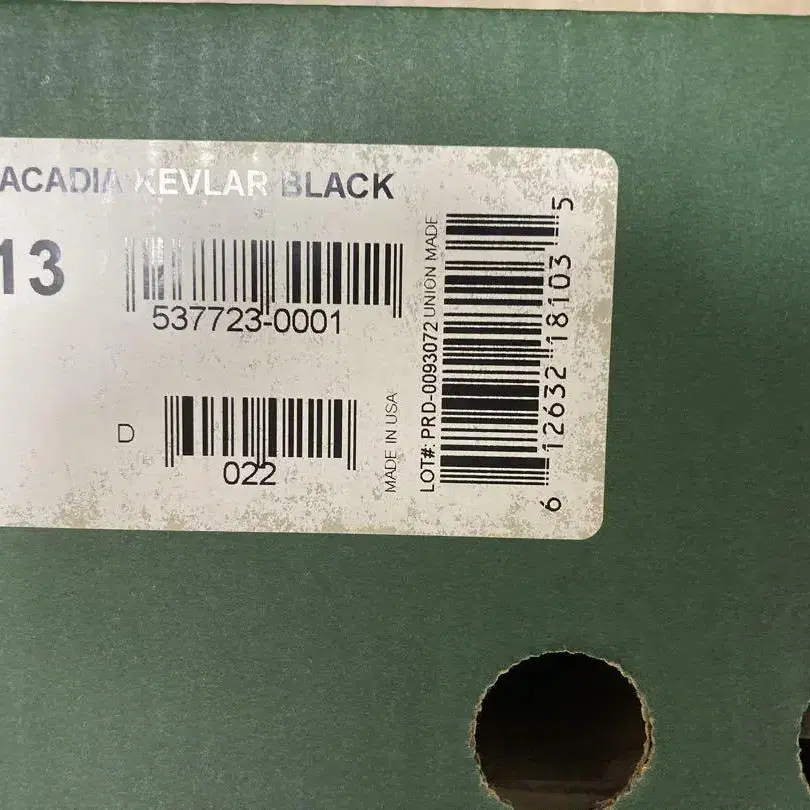 ACADIA KEVLAR BLACK
13
537723-0001
D
022
MADE IN USA
LOT#: PRD-0093072 UNION MADE
6 12632 18103 5